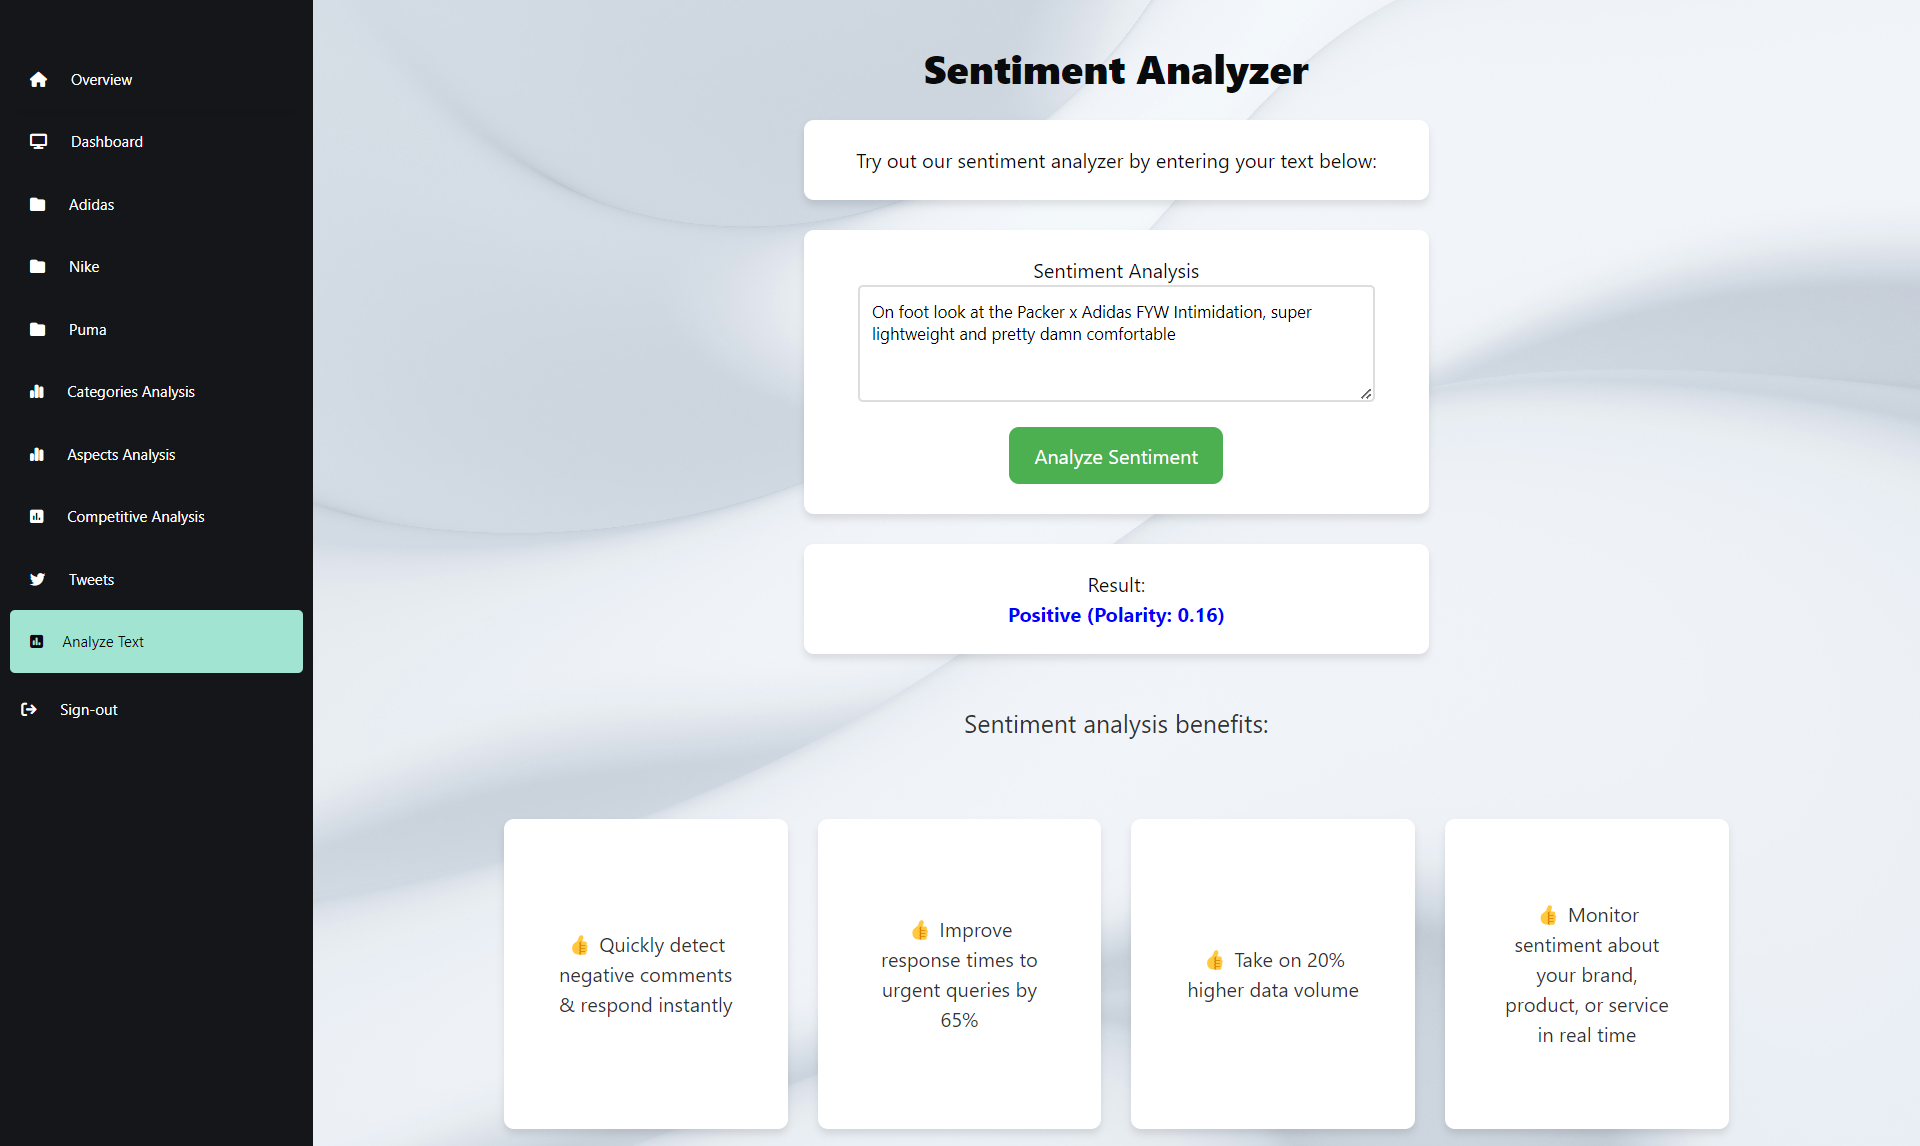 Overview
Dashboard
Adidas
Nike
Puma
Categories Analysis
Aspects Analysis
Competitive Analysis
Tweets
Analyze Text
Sign-out
Sentiment Analyzer
Try out our sentiment analyzer by entering your text below:
Sentiment Analysis
On foot look at the Packer x Adidas FYW Intimidation, super
lightweight and pretty damn comfortable
Analyze Sentiment
Result:
Positive (Polarity: 0.16)
Sentiment analysis benefits:
👍 Quickly detect
negative comments
& respond instantly
👍 Improve
response times to
urgent queries by
65%
👍 Take on 20%
higher data volume
👍 Monitor
sentiment about
your brand,
product, or service
in real time